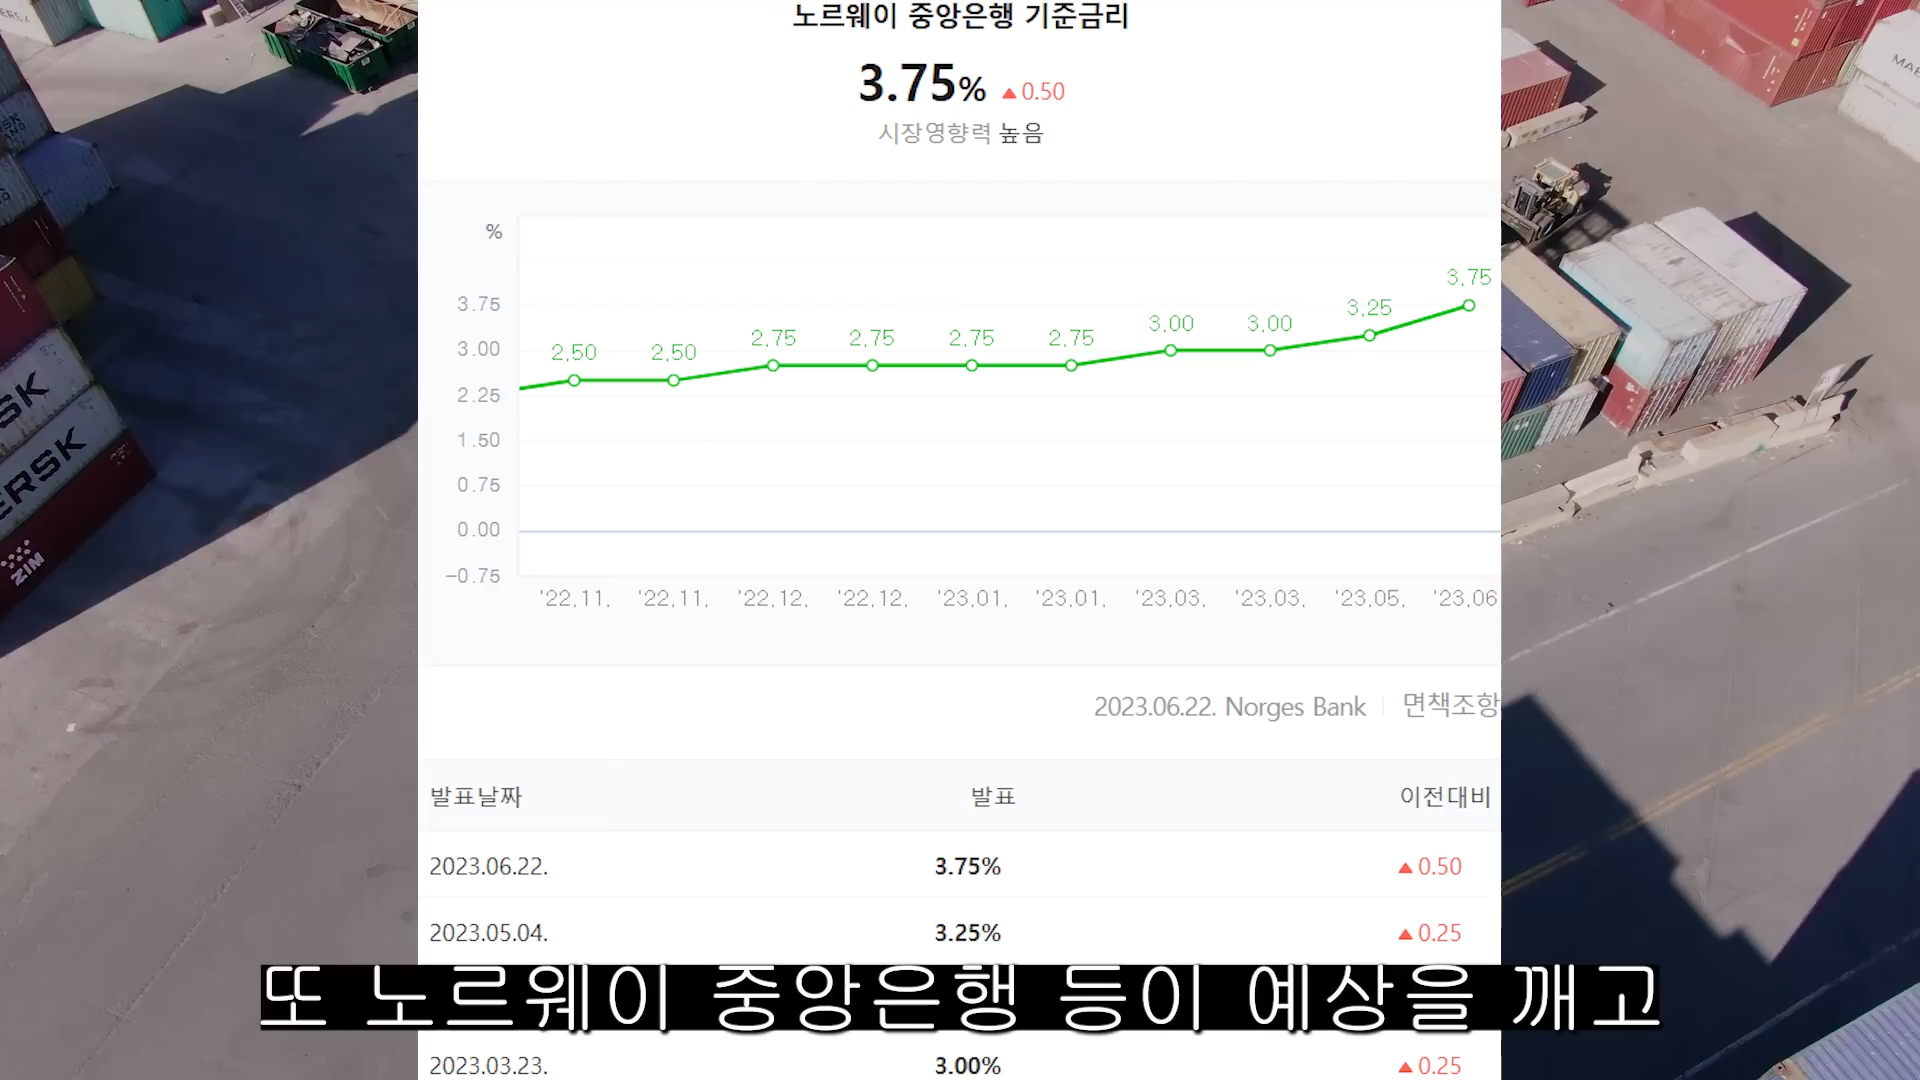 노르웨이 중앙은행 기준금리
3.75% ▲0.50
시장영향력 높음
%
3.75
3.00
2.25
1.50
0.75
0.00
-0.75
2.50 2.50 2.75 2.75 2.75 2.75 3.00 3.00 3.25 3.75
'22.11. '22.11. '22.12. '22.12. '23.01. '23.01. '23.03. '23.03. '23.05. '23.06
2023.06.22. Norges Bank 면책조항
발표날짜 발표 이전대비
2023.06.22. 3.75% ▲0.50
2023.05.04. 3.25% ▲0.25
또 노르웨이 중앙은행 등이 예상을 깨고
2023.03.23. 3.00% ▲0.25
SK
ERSK
ZIM